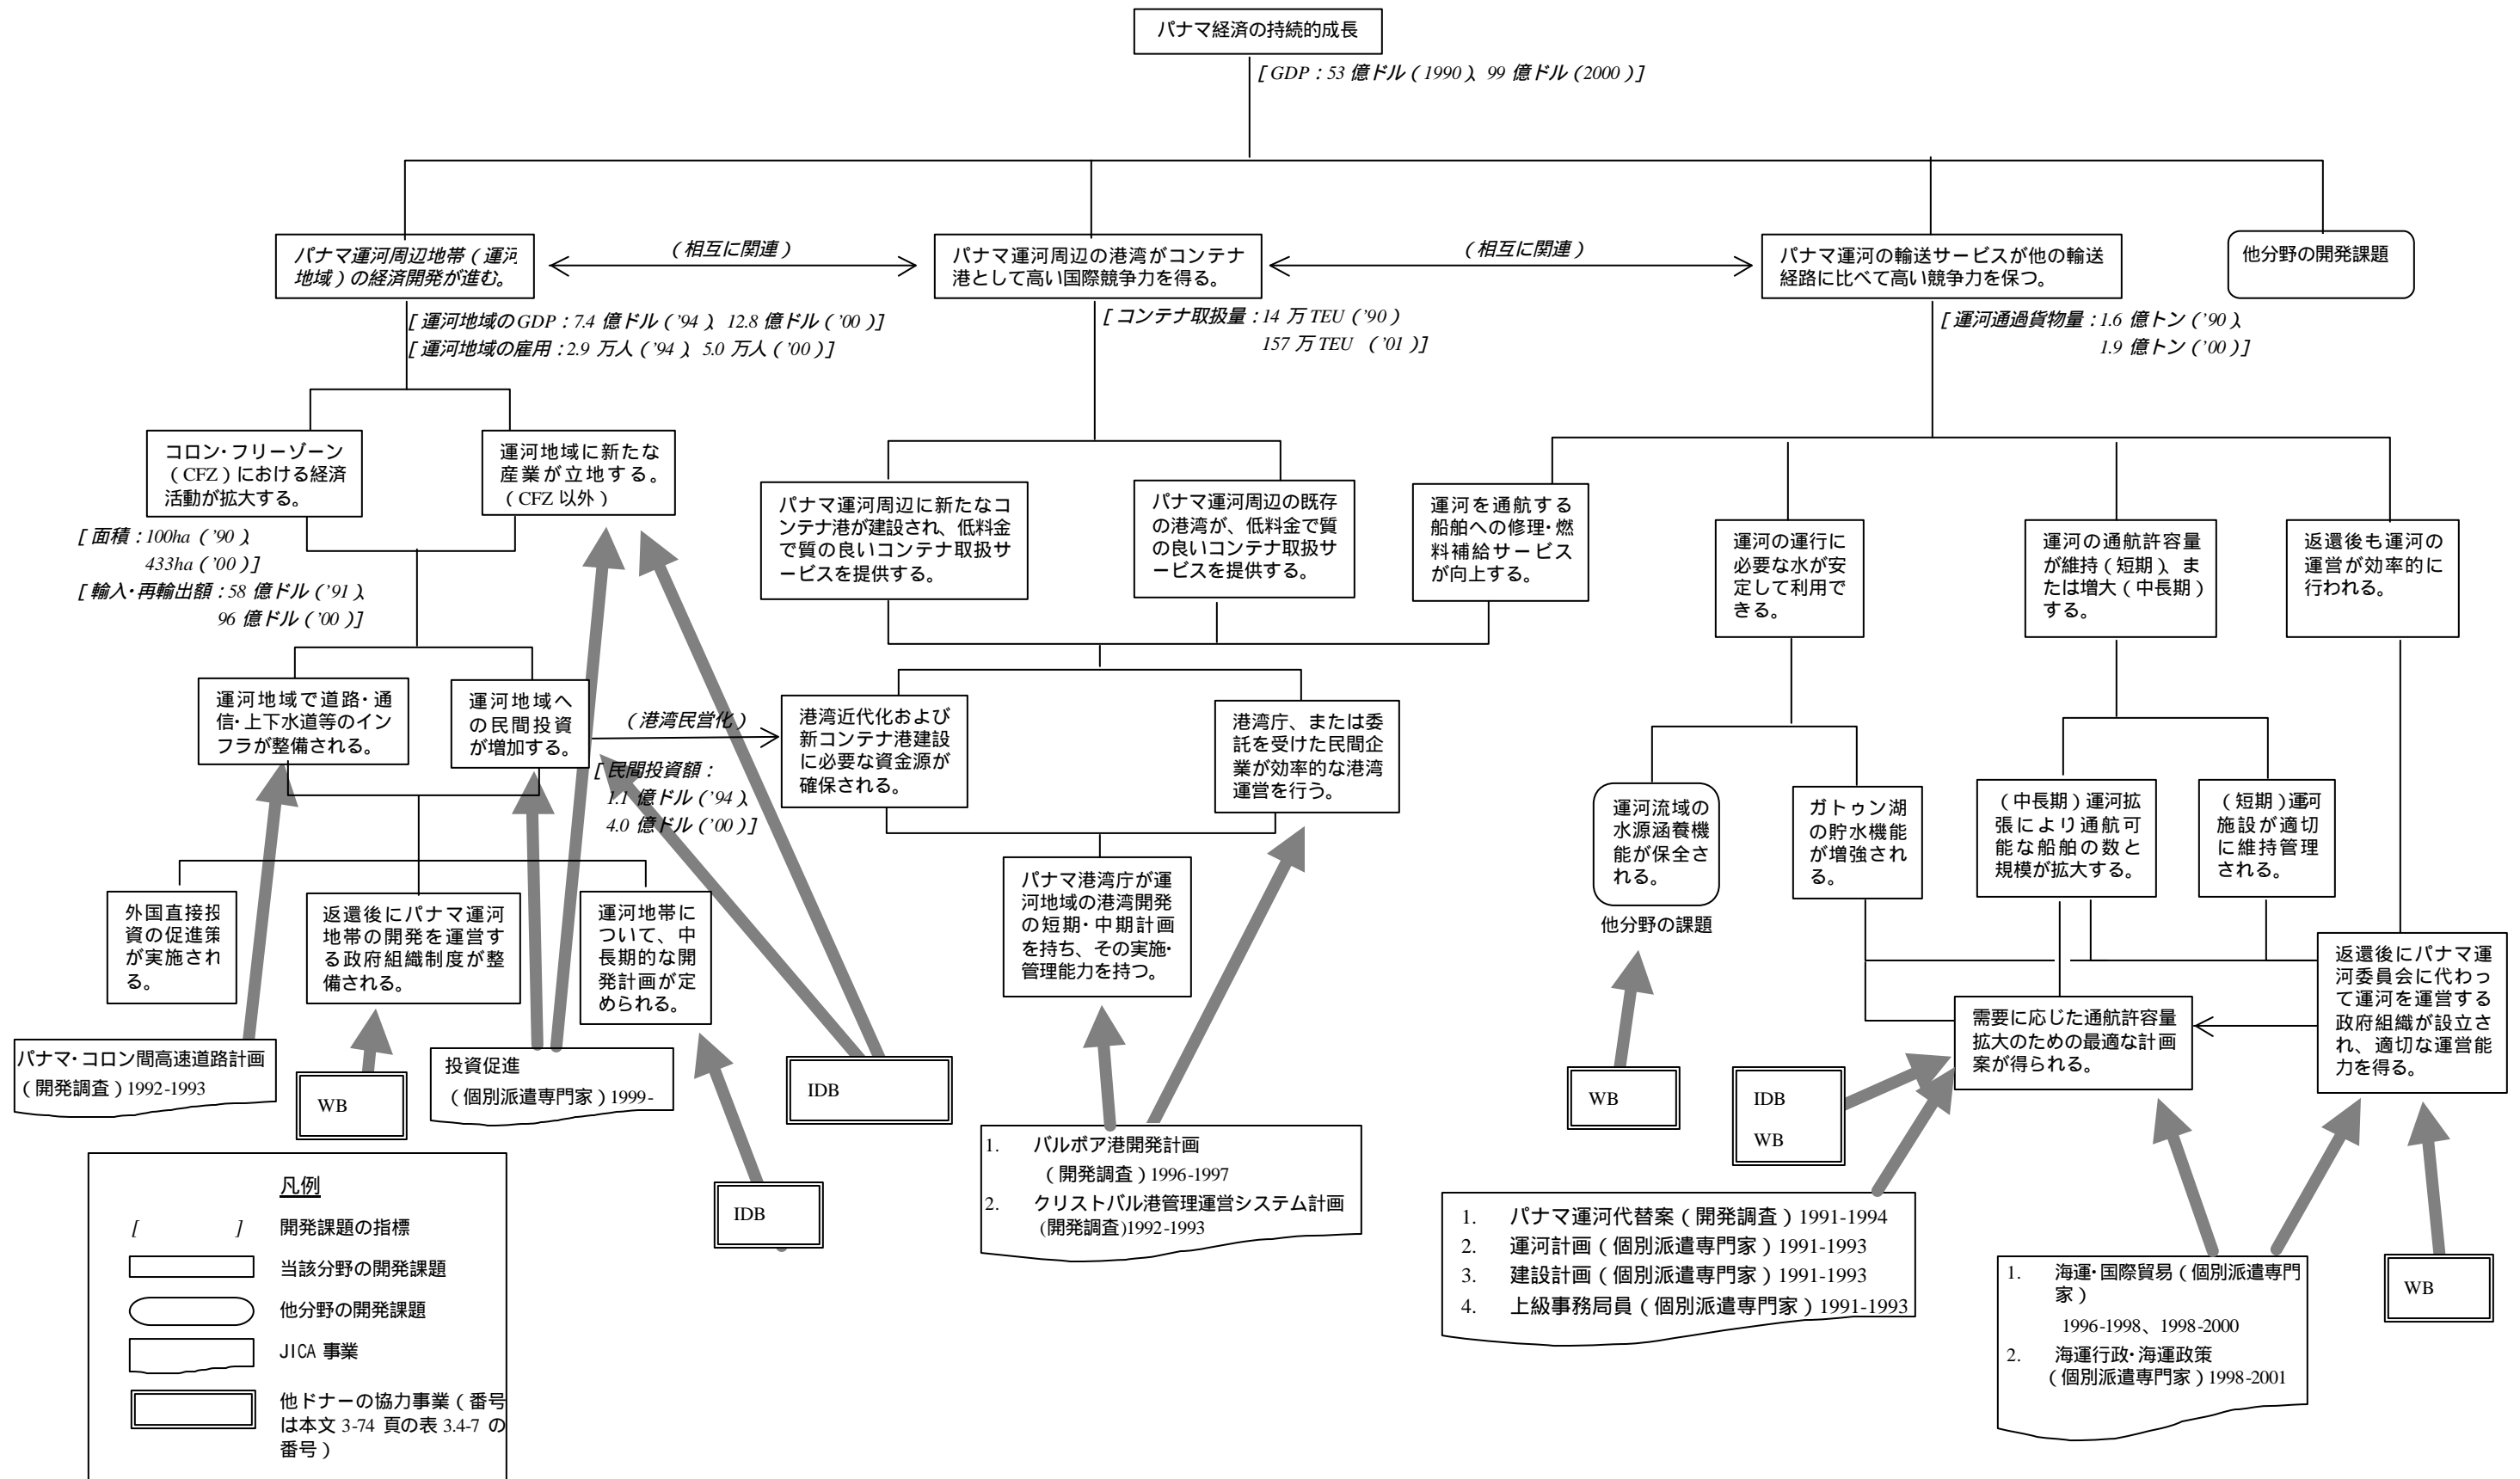 パナマ経済の持続的成長
[ GDP：53 億ドル（1990）、99 億ドル（2000）]
パナマ運河周辺地帯（運河
地域）の経済開発が進む。
（相互に関連）
パナマ運河周辺の港湾がコンテナ
港として高い国際競争力を得る。
（相互に関連）
パナマ運河の輸送サービスが他の輸送
経路に比べて高い競争力を保つ。
他分野の開発課題
[ 運河地域のGDP：7.4 億ドル（’94）、12.8 億ドル（’00）]
[ 運河地域の雇用：2.9 万人（’94）、5.0 万人（’00）]
[ コンテナ取扱量：14 万 TEU（’90）
157 万 TEU （’01）]
[ 運河通過貨物量：1.6 億トン（’90）、
1.9 億トン（’00）]
コロン・フリーゾーン
（CFZ）における経済
活動が拡大する。
運河地域に新たな
産業が立地する。
（CFZ 以外）
[ 面積：100ha（’90）、
433ha（’00）]
[ 輸入・再輸出額：58 億ドル（’91）、
96 億ドル（’00）]
パナマ運河周辺に新たなコ
ンテナ港が建設され、低料金
で質の良いコンテナ取扱サ
ービスを提供する。
パナマ運河周辺の既存
の港湾が、低料金で質
の良いコンテナ取扱サ
ービスを提供する。
運河を通航する
船舶への修理・燃
料補給サービス
が向上する。
運河の運行に
必要な水が安
定して利用で
きる。
運河の通航許容量
が維持（短期）、ま
たは増大（中長期）
する。
返還後も運河の
運営が効率的に
行われる。
運河地域で道路・通
信・上下水道等のイン
フラが整備される。
運河地域へ
の民間投資
が増加する。
（港湾民営化）
[ 民間投資額：
1.1 億ドル（’94）、
4.0 億ドル（’00）]
港湾近代化および
新コンテナ港建設
に必要な資金源が
確保される。
港湾庁、または委
託を受けた民間企
業が効率的な港湾
運営を行う。
運河流域の
水源涵養機
能が保全さ
れる。
他分野の課題
ガトゥン湖
の貯水機能
が増強され
る。
（中長期）運河拡
張により通航可
能な船舶の数と
規模が拡大する。
（短期）運河
施設が適切
に維持管理
される。
外国直接投
資の促進策
が実施され
る。
返還後にパナマ運河
地帯の開発を運営す
る政府組織制度が整
備される。
運河地帯に
ついて、中
長期的な開
発計画が定
められる。
パナマ港湾庁が運
河地域の港湾開発
の短期・中期計画
を持ち、その実施・
管理能力を持つ。
返還後にパナマ運
河委員会に代わっ
て運河を運営する
政府組織が設立さ
れ、適切な運営能
力を得る。
需要に応じた通航許容量
拡大のための最適な計画
案が得られる。
パナマ・コロン間高速道路計画
（開発調査）1992-1993
WB
投資促進
（個別派遣専門家）1999-
IDB
IDB
1. バルボア港開発計画
（開発調査）1996-1997
2. クリストバル港管理運営システム計画
(開発調査)1992-1993
WB
IDB
WB
1. パナマ運河代替案（開発調査）1991-1994
2. 運河計画（個別派遣専門家）1991-1993
3. 建設計画（個別派遣専門家）1991-1993
4. 上級事務局員（個別派遣専門家）1991-1993
1. 海運・国際貿易（個別派遣専門
家）
1996-1998、1998-2000
2. 海運行政・海運政策
（個別派遣専門家）1998-2001
WB
凡例
[ ] 開発課題の指標
当該分野の開発課題
他分野の開発課題
JICA 事業
他ドナーの協力事業（番号
は本文 3-74 頁の表 3.4-7 の
番号）